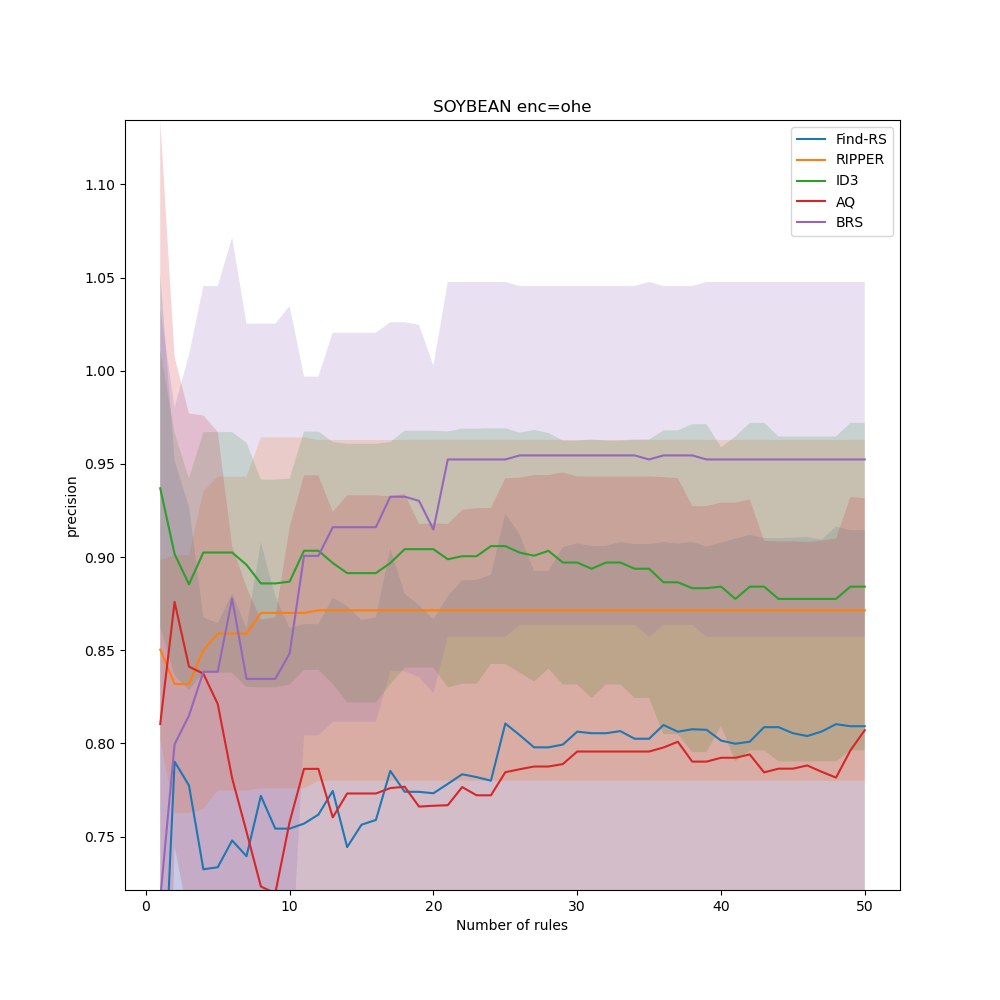 SOYBEAN enc=ohe
Find-RS
RIPPER
ID3
AQ
BRS
precision
1.10
1.05
1.00
0.95
0.90
0.85
0.80
0.75
0 10 20 30 40 50
Number of rules